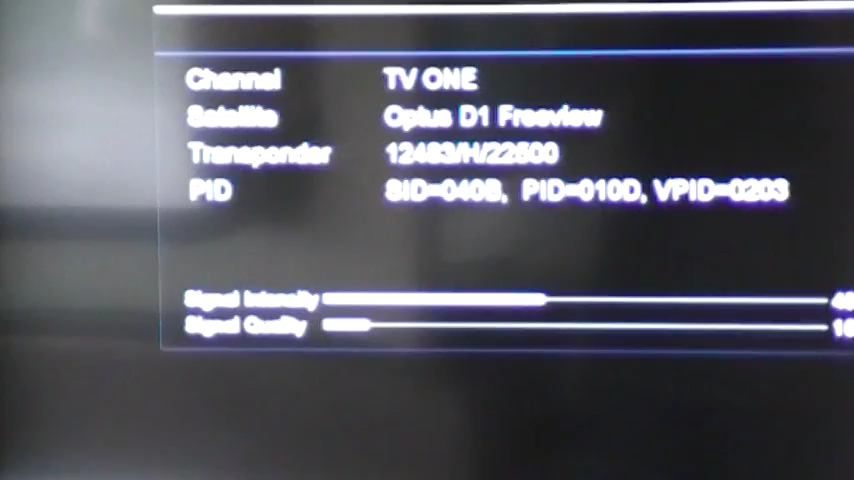 Channel TV ONE
Satellite Optus D1 Freeview
Transponder 12483/H/22500
PID SID=040B, PID=010D, VPID=0203
Signal Intensity
Signal Quality